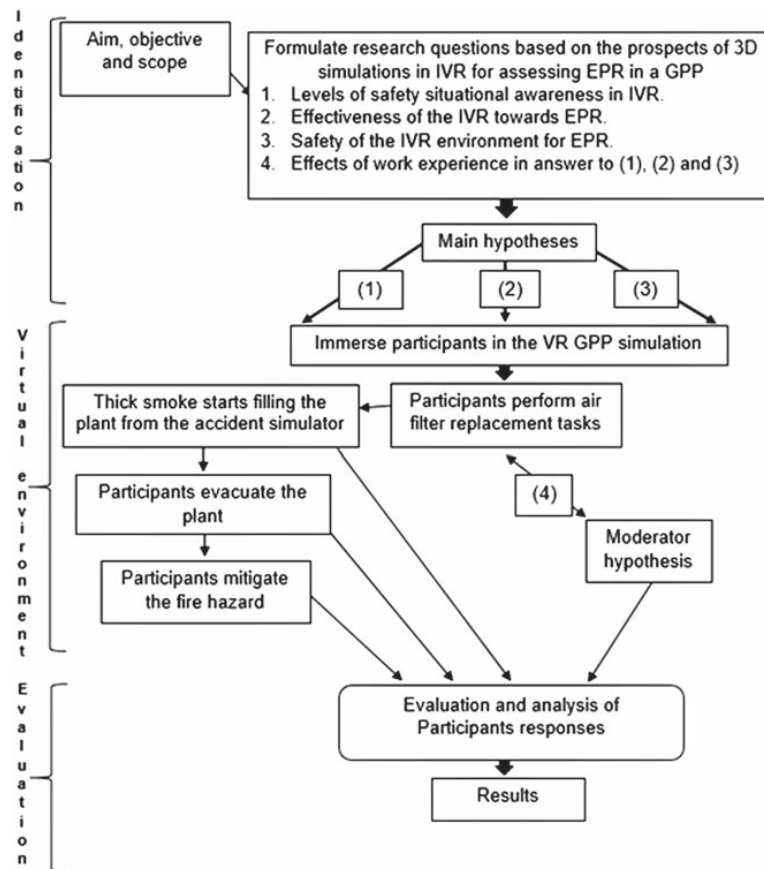 Identification
Aim, objective
and scope
Formulate research questions based on the prospects of 3D
simulations in IVR for assessing EPR in a GPP
1. Levels of safety situational awareness in IVR.
2. Effectiveness of the IVR towards EPR.
3. Safety of the IVR environment for EPR.
4. Effects of work experience in answer to (1), (2) and (3)
Main hypotheses
(1)
(2)
(3)
Virtual environment
Immerse participants in the VR GPP simulation
Thick smoke starts filling the
plant from the accident simulator
Participants perform air
filter replacement tasks
Participants evacuate the
plant
(4)
Moderator
hypothesis
Participants mitigate
the fire hazard
Evaluation
Evaluation and analysis of
Participants responses
Results